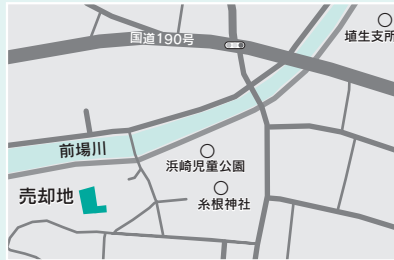 国道190号
埴生支所
前場川
浜崎児童公園
売却地
糸根神社